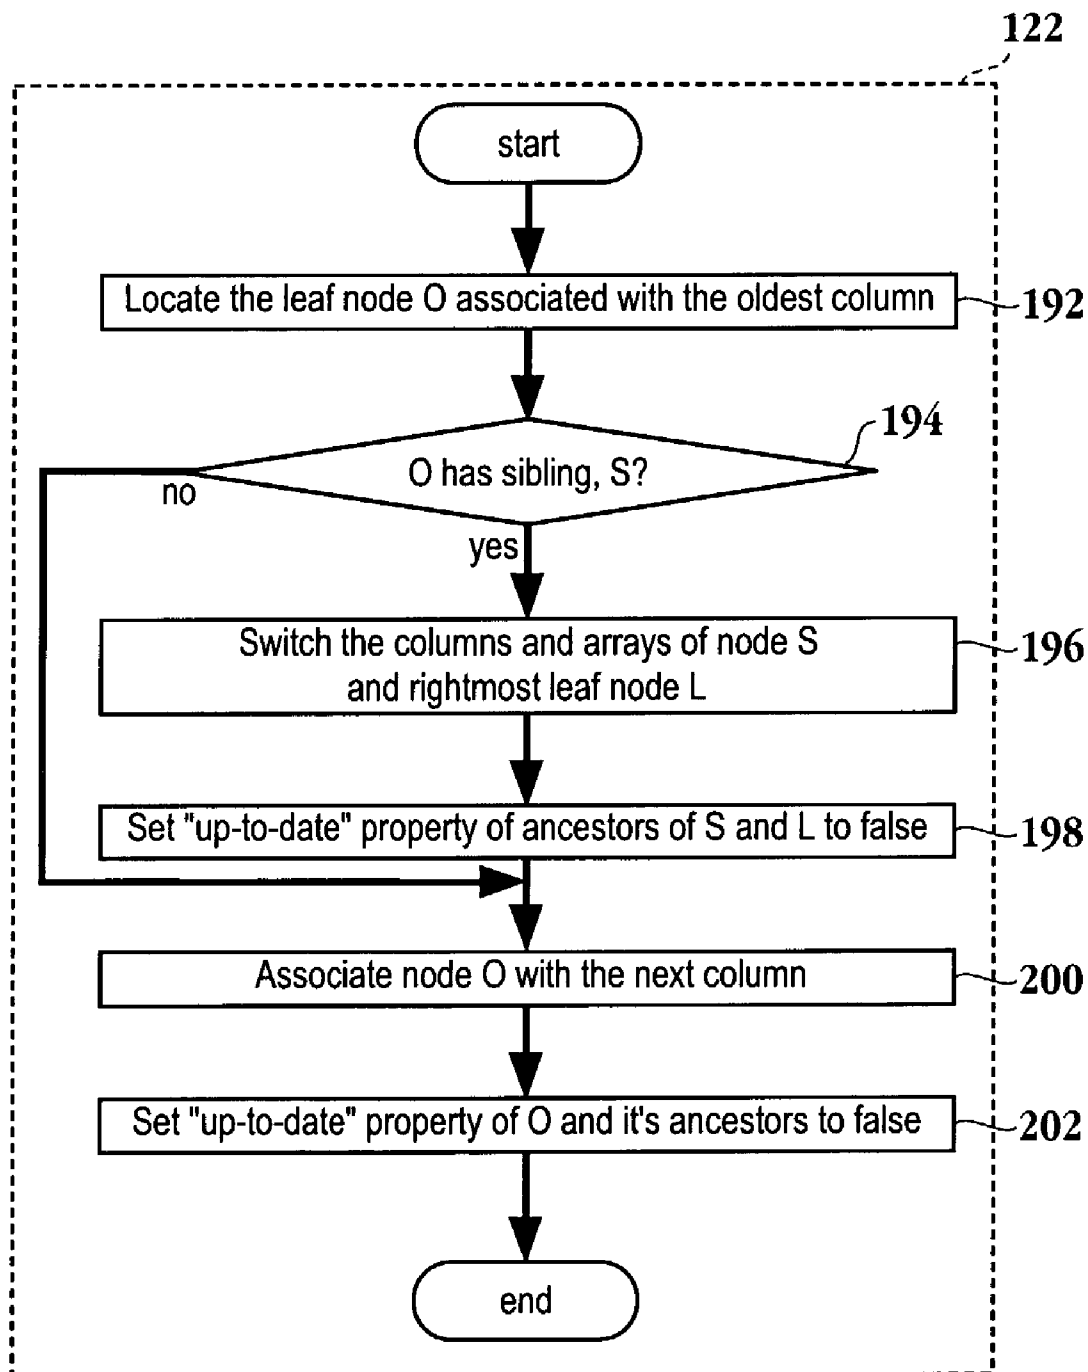 122
start
Locate the leaf node O associated with the oldest column
192
194
O has sibling, S?
no
yes
Switch the columns and arrays of node S
and rightmost leaf node L
196
Set "up-to-date" property of ancestors of S and L to false
198
Associate node O with the next column
200
Set "up-to-date" property of O and it's ancestors to false
202
end